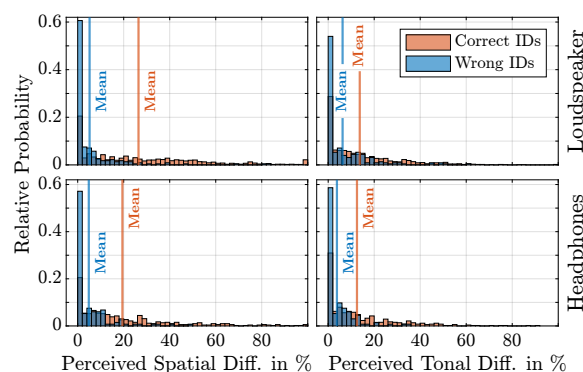 Correct IDs
Wrong IDs
Relative Probability
0.6
0.4
0.2
0
Mean
Mean
Mean
Mean
Loudspeaker
0.6
0.4
0.2
0
Mean
Mean
Mean
Mean
Headphones
0 20 40 60 80
0 20 40 60 80
Perceived Spatial Diff. in %
Perceived Tonal Diff. in %